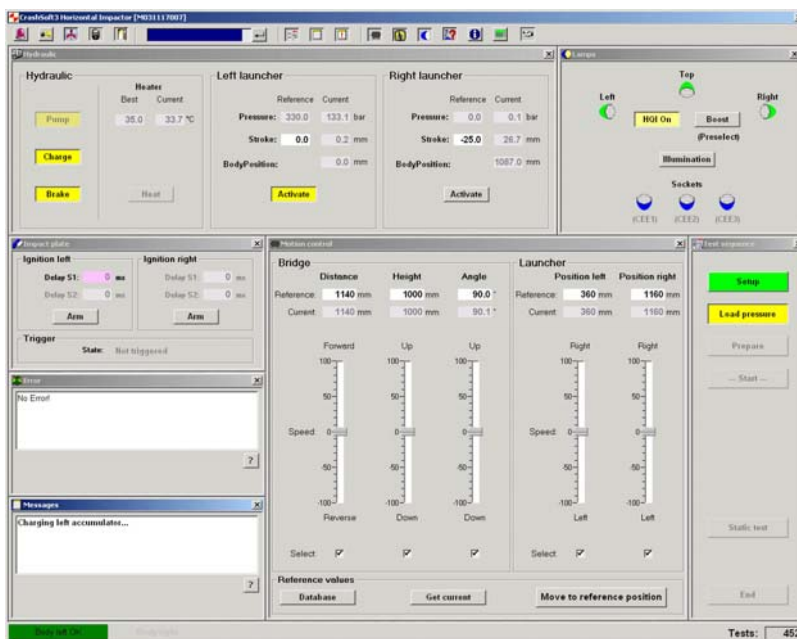 CrashSoft3 Horizontal Impactor [M031117007]
Hydraulic
Hydraulic
Heater
Best Current
Pump 35.0 33.7 °C
Charge
Brake Heat
Left launcher
Reference Current
Pressure: 330.0 133.1 bar
Stroke: 0.0 0.2 mm
BodyPosition: 0.0 mm
Activate
Right launcher
Reference Current
Pressure: 0.0 0.1 bar
Stroke: -25.0 26.7 mm
BodyPosition: 1087.0 mm
Activate
Lamps
Top
Left Right
HQI On Boost
(Preselect)
Illumination
Sockets
(CEE1) (CEE2) (CEE3)
Impact plate
Ignition left
Delay S1: 0 ms
Delay S2: 0 ms
Arm
Ignition right
Delay S1: 0 ms
Delay S2: 0 ms
Arm
Trigger
State: Not triggered
Error
No Error!
?
Messages
Charging left accumulator...
?
Motion control
Bridge
Distance Height Angle
Reference: 1140 mm 1000 mm 90.0 °
Current: 1140 mm 1000 mm 90.1 °
Forward Up Up
100 100 100
50 50 50
Speed: 0 0 0
-50 -50 -50
-100 -100 -100
Reverse Down Down
Select:
Launcher
Position left Position right
Reference: 360 mm 1160 mm
Current: 360 mm 1160 mm
Right Right
100 100
50 50
Speed: 0 0
-50 -50
-100 -100
Left Left
Select:
Reference values
Database Get current Move to reference position
Test sequence
Setup
Load pressure
Prepare
--- Start ---
Static test
End
Body left On
Tests: